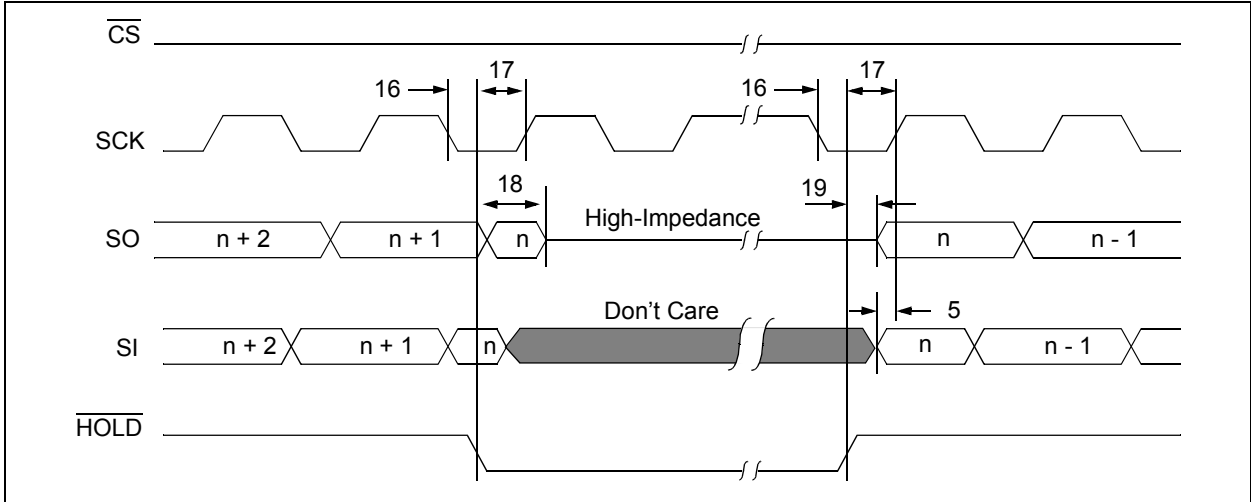 CS
17 17
16 16
SCK
18 19
High-Impedance
SO n + 2 n + 1 n n n - 1
Don't Care 5
SI n + 2 n + 1 n n n - 1
HOLD